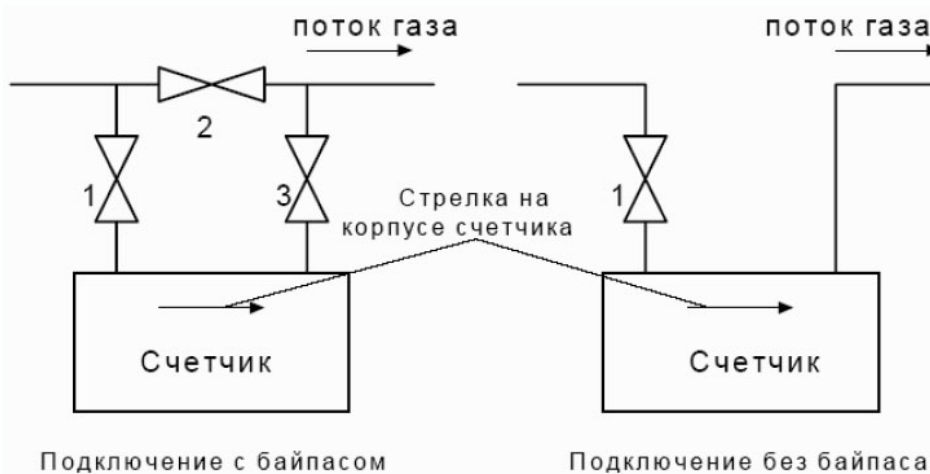 поток газа
поток газа
2
1
3
1
Стрелка на
корпусе счетчика
Счетчик
Счетчик
Подключение с байпасом
Подключение без байпаса